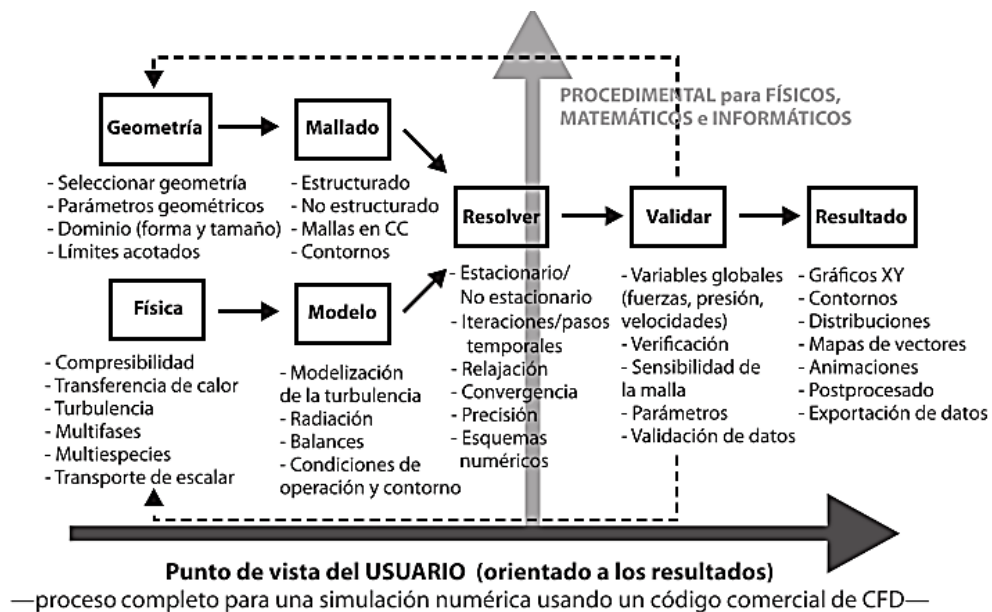 PROCEDIMENTAL para FÍSICOS,
MATEMÁTICOS e INFORMÁTICOS
Geometría
- Seleccionar geometría
- Parámetros geométricos
- Dominio (forma y tamaño)
- Límites acotados
Mallado
- Estructurado
- No estructurado
- Mallas en CC
- Contornos
Física
- Compresibilidad
- Transferencia de calor
- Turbulencia
- Multifases
- Multiespecies
- Transporte de escalar
Modelo
- Modelización
de la turbulencia
- Radiación
- Balances
- Condiciones de
operación y contorno
Resolver
- Estacionario/
No estacionario
- Iteraciones/pasos
temporales
- Relajación
- Convergencia
- Precisión
- Esquemas
numéricos
Validar
- Variables globales
(fuerzas, presión,
velocidades)
- Verificación
- Sensibilidad de
la malla
- Parámetros
- Validación de datos
Resultado
- Gráficos XY
- Contornos
- Distribuciones
- Mapas de vectores
- Animaciones
- Postprocesado
- Exportación de datos
Punto de vista del USUARIO (orientado a los resultados)
—proceso completo para una simulación numérica usando un código comercial de CFD—